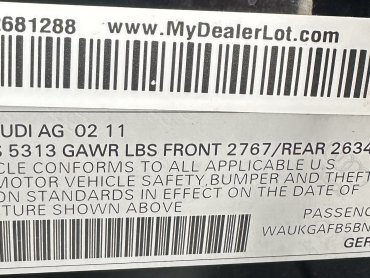 2681288 www.MyDealerLot.com
UDI AG 02 11
S 5313 GAWR LBS FRONT 2767/REAR 2634
CLE CONFORMS TO ALL APPLICABLE U S
MOTOR VEHICLE SAFETY, BUMPER AND THEFT
ON STANDARDS IN EFFECT ON THE DATE O
TURE SHOWN ABOVE
PASSENG
WAUKGAFB5BN
GER